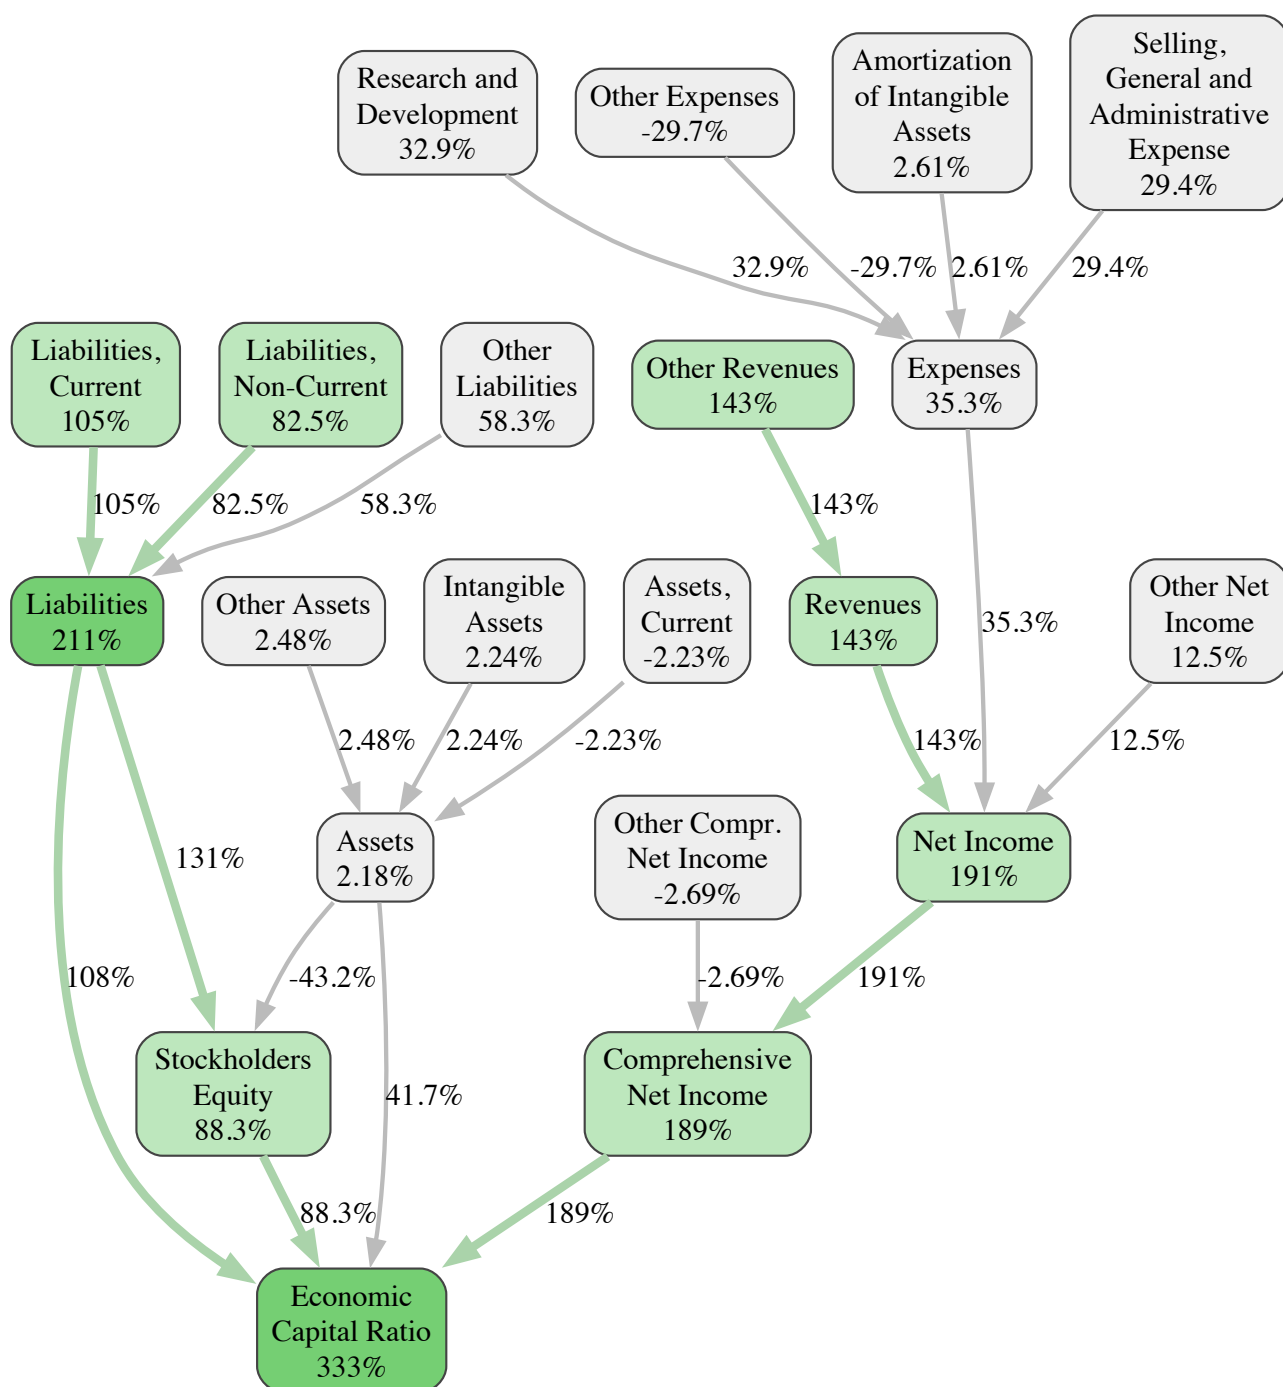 Research and
Development
32.9%
Other Expenses
-29.7%
Amortization
of Intangible
Assets
2.61%
Selling,
General and
Administrative
Expense
29.4%
32.9%
-29.7%
2.61%
29.4%
Liabilities,
Current
105%
Liabilities,
Non-Current
82.5%
Other
Liabilities
58.3%
Other Revenues
143%
Expenses
35.3%
105%
82.5%
58.3%
143%
35.3%
Liabilities
211%
Other Assets
2.48%
Intangible
Assets
2.24%
Assets,
Current
-2.23%
Revenues
143%
Other Net
Income
12.5%
2.48%
2.24%
-2.23%
143%
12.5%
131%
Assets
2.18%
Other Compr.
Net Income
-2.69%
Net Income
191%
108%
-43.2%
-2.69%
191%
41.7%
Stockholders
Equity
88.3%
Comprehensive
Net Income
189%
88.3%
189%
Economic
Capital Ratio
333%